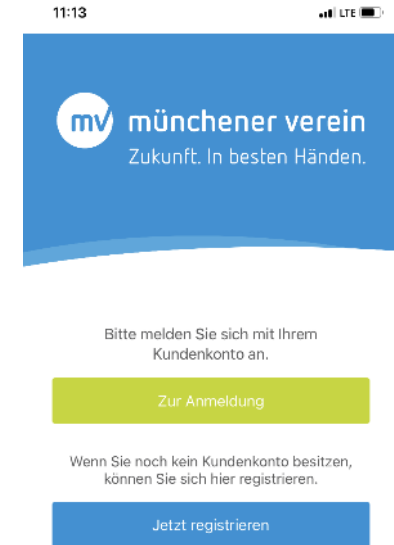 11:13
LTE
mv
münchener verein
Zukunft. In besten Händen.
Bitte melden Sie sich mit Ihrem
Kundenkonto an.
Zur Anmeldung
Wenn Sie noch kein Kundenkonto besitzen,
können Sie sich hier registrieren.
Jetzt registrieren